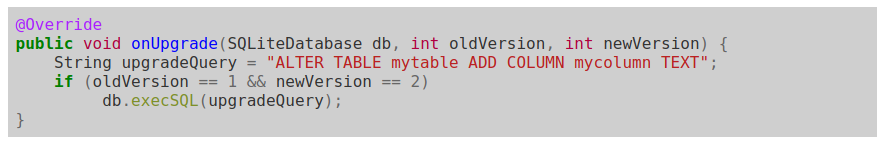 @Override
public void onUpgrade(SQLiteDatabase db, int oldVersion, int newVersion) {
    String upgradeQuery = "ALTER TABLE mytable ADD COLUMN mycolumn TEXT";
    if (oldVersion == 1 && newVersion == 2)
         db.execSQL(upgradeQuery);
}